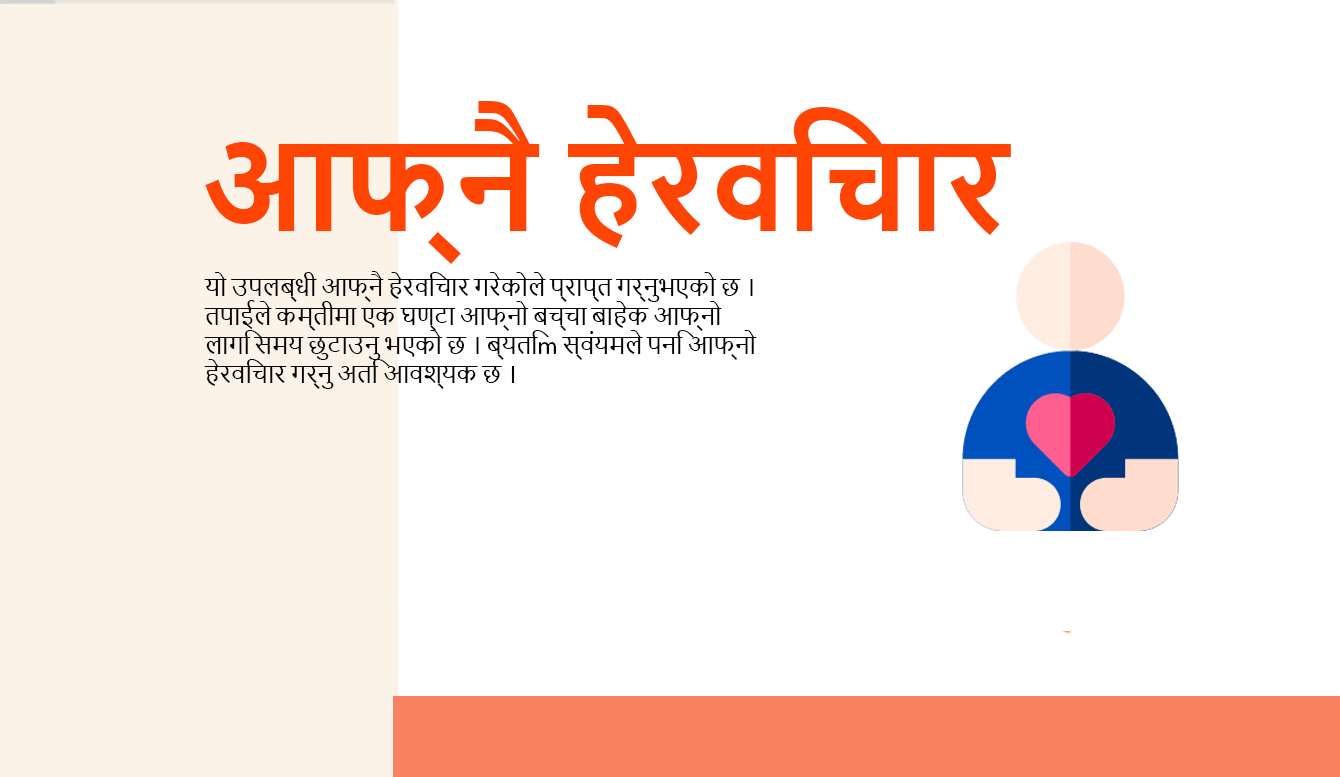 आफ्नै हेरविचार
यो उपलब्धी आफ्नै हेरविचार गरेकोले प्राप्त गर्नुभएको छ ।
तपाईले कम्तीमा एक घण्टा आफ्नो बच्चा बाहेक आफ्नो
लागि समय छुटाउनु भएको छ । ब्यतिm स्वंयमले पनि आफ्नो
हेरविचार गर्नु अति आवश्यक छ ।